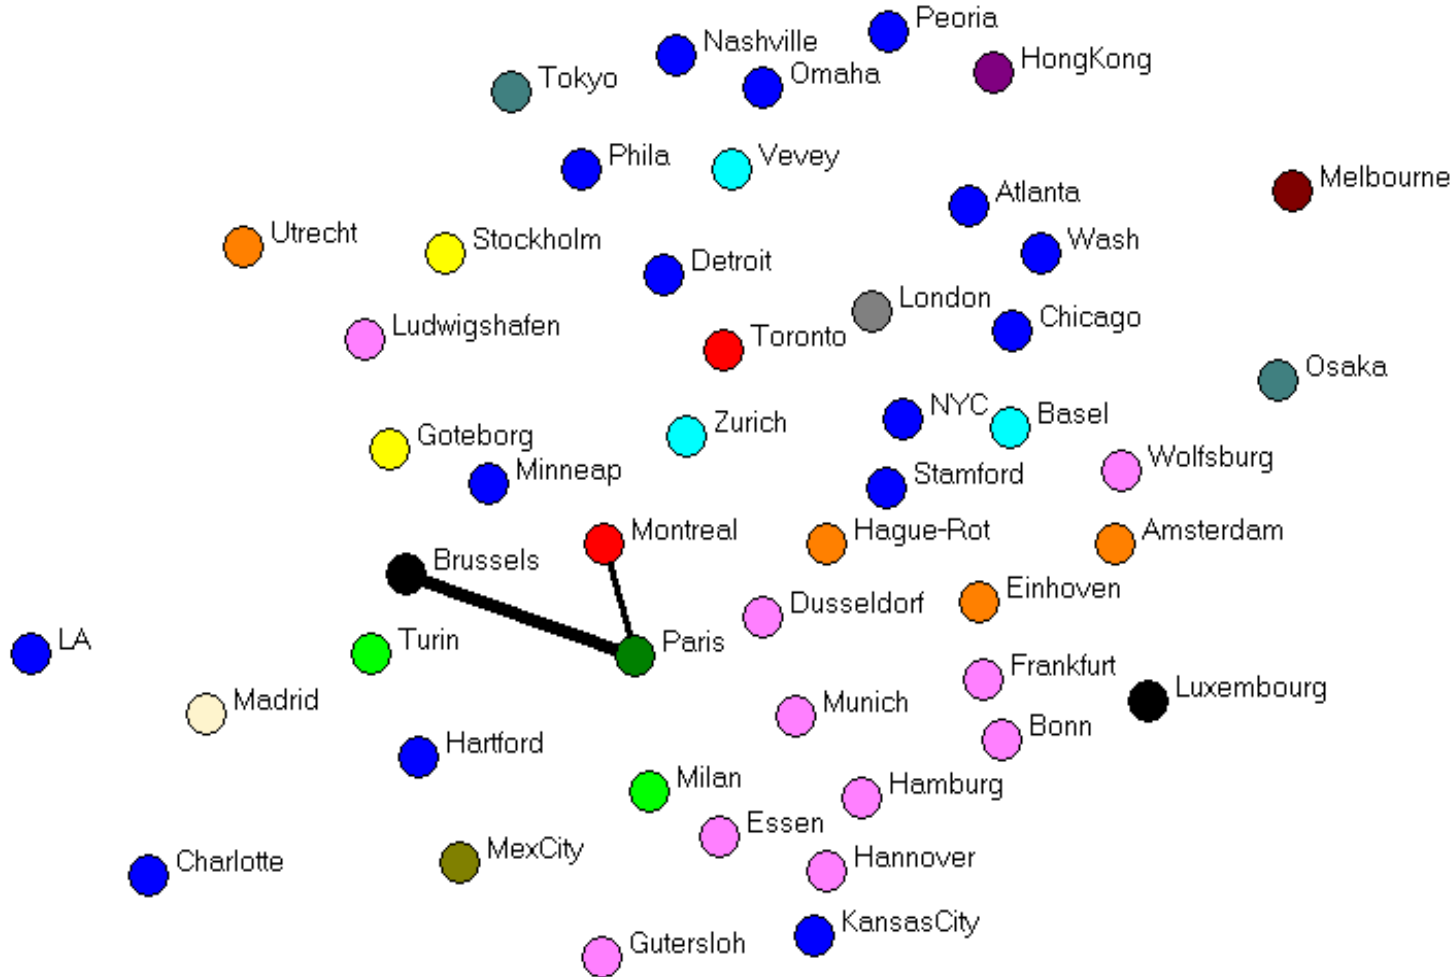 Peoria
Nashville
HongKong
Omaha
Tokyo
Phila
Vevey
Melbourne
Atlanta
Utrecht
Stockholm
Wash
Detroit
London
Chicago
Ludwigshafen
Toronto
Osaka
NYC
Basel
Zurich
Goteborg
Wolfsburg
Minneap
Stamford
Montreal
Hague-Rot
Amsterdam
Brussels
Einhoven
Dusseldorf
LA
Turin
Paris
Frankfurt
Luxembourg
Madrid
Munich
Bonn
Hartford
Milan
Hamburg
Essen
MexCity
Hannover
Charlotte
KansasCity
Gutersloh